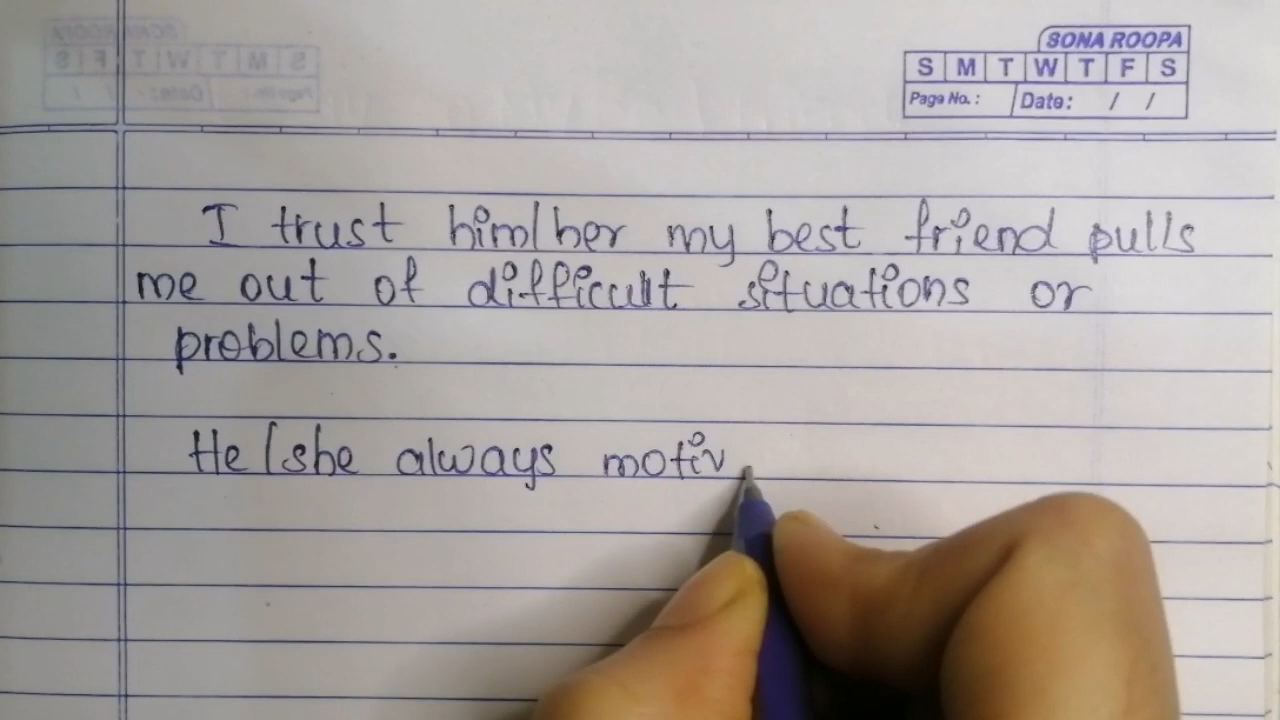 SONA ROOPA
S M T W T F S
Page No.: Date: / /
I trust him/her my best friend pulls
me out of difficult situations or
problems.
He/she always motiv